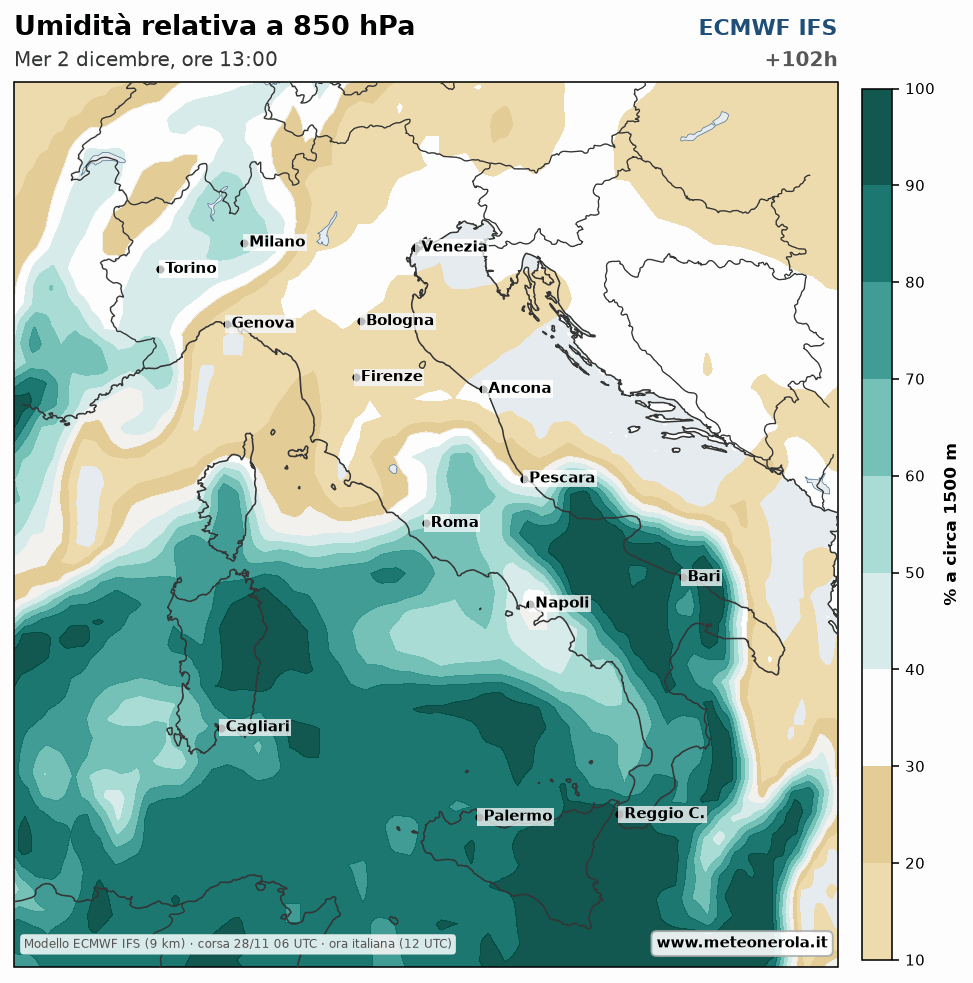 Umidità relativa a 850 hPa
ECMWF IFS
Mer 2 dicembre, ore 13:00
+102h
100
90
80
70
60
50
40
30
20
10
% a circa 1500 m
Milano
Venezia
Torino
Genova
Bologna
Firenze
Ancona
Pescara
Roma
Bari
Napoli
Cagliari
Palermo
Reggio C.
Modello ECMWF IFS (9 km) · corsa 28/11 06 UTC · ora italiana (12 UTC)
www.meteonerola.it